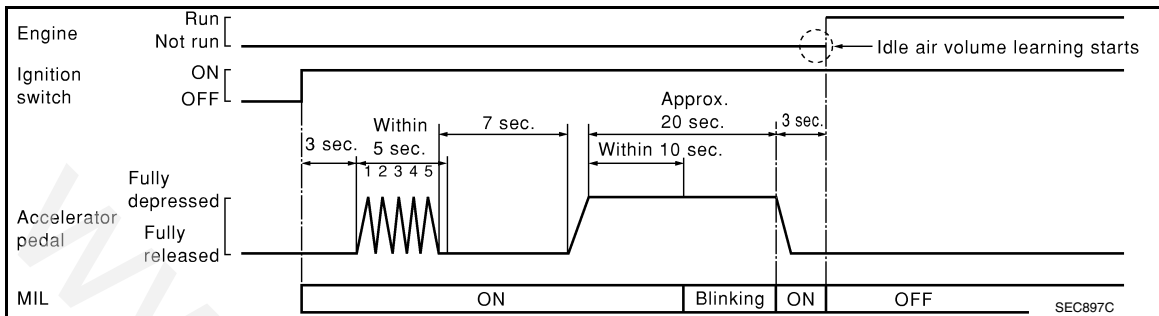 Engine
Run
Not run
Idle air volume learning starts
Ignition
switch
ON
OFF
3 sec.
Within
5 sec.
1 2 3 4 5
7 sec.
Approx.
20 sec.
Within 10 sec.
3 sec.
Accelerator
pedal
Fully
depressed
Fully
released
MIL
ON
Blinking
ON
OFF
SEC897C